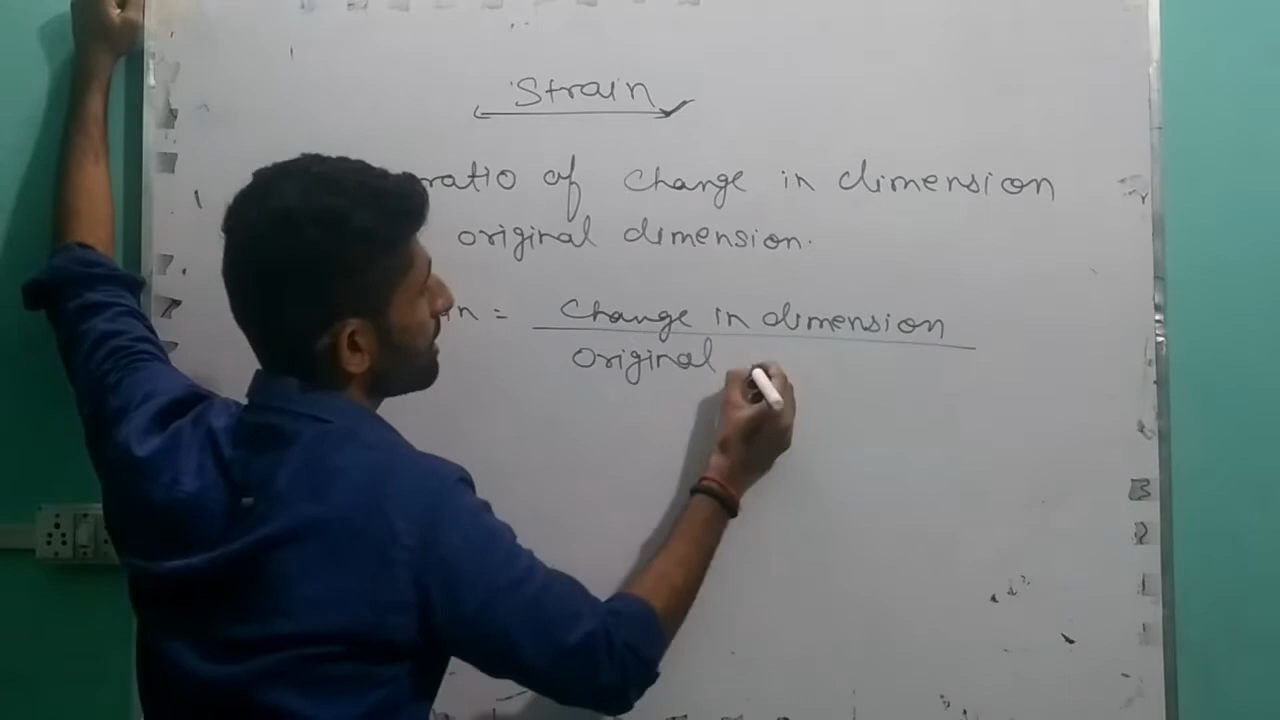 Strain
ratio of change in dimension
original dimension.
= Change in dimension
Original